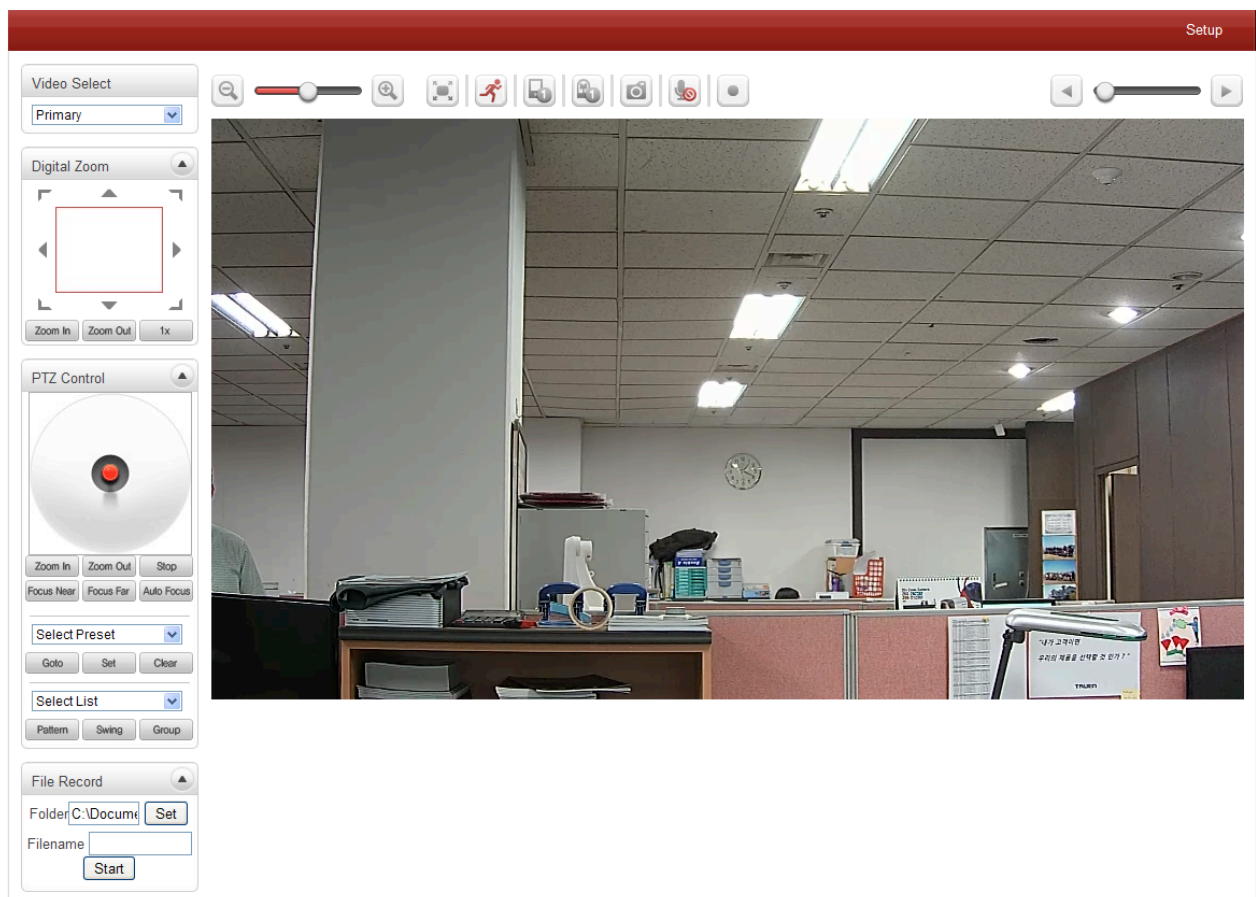 Setup
Video Select
Primary
Digital Zoom
Zoom In Zoom Out 1x
PTZ Control
Zoom In Zoom Out Stop
Focus Near Focus Far Auto Focus
Select Preset
Goto Set Clear
Select List
Pattern Swing Group
File Record
Folder C:\Docume Set
Filename
Start
1
1
"내가 고객이면
우리의 제품을 선택할 것 인가 ? "